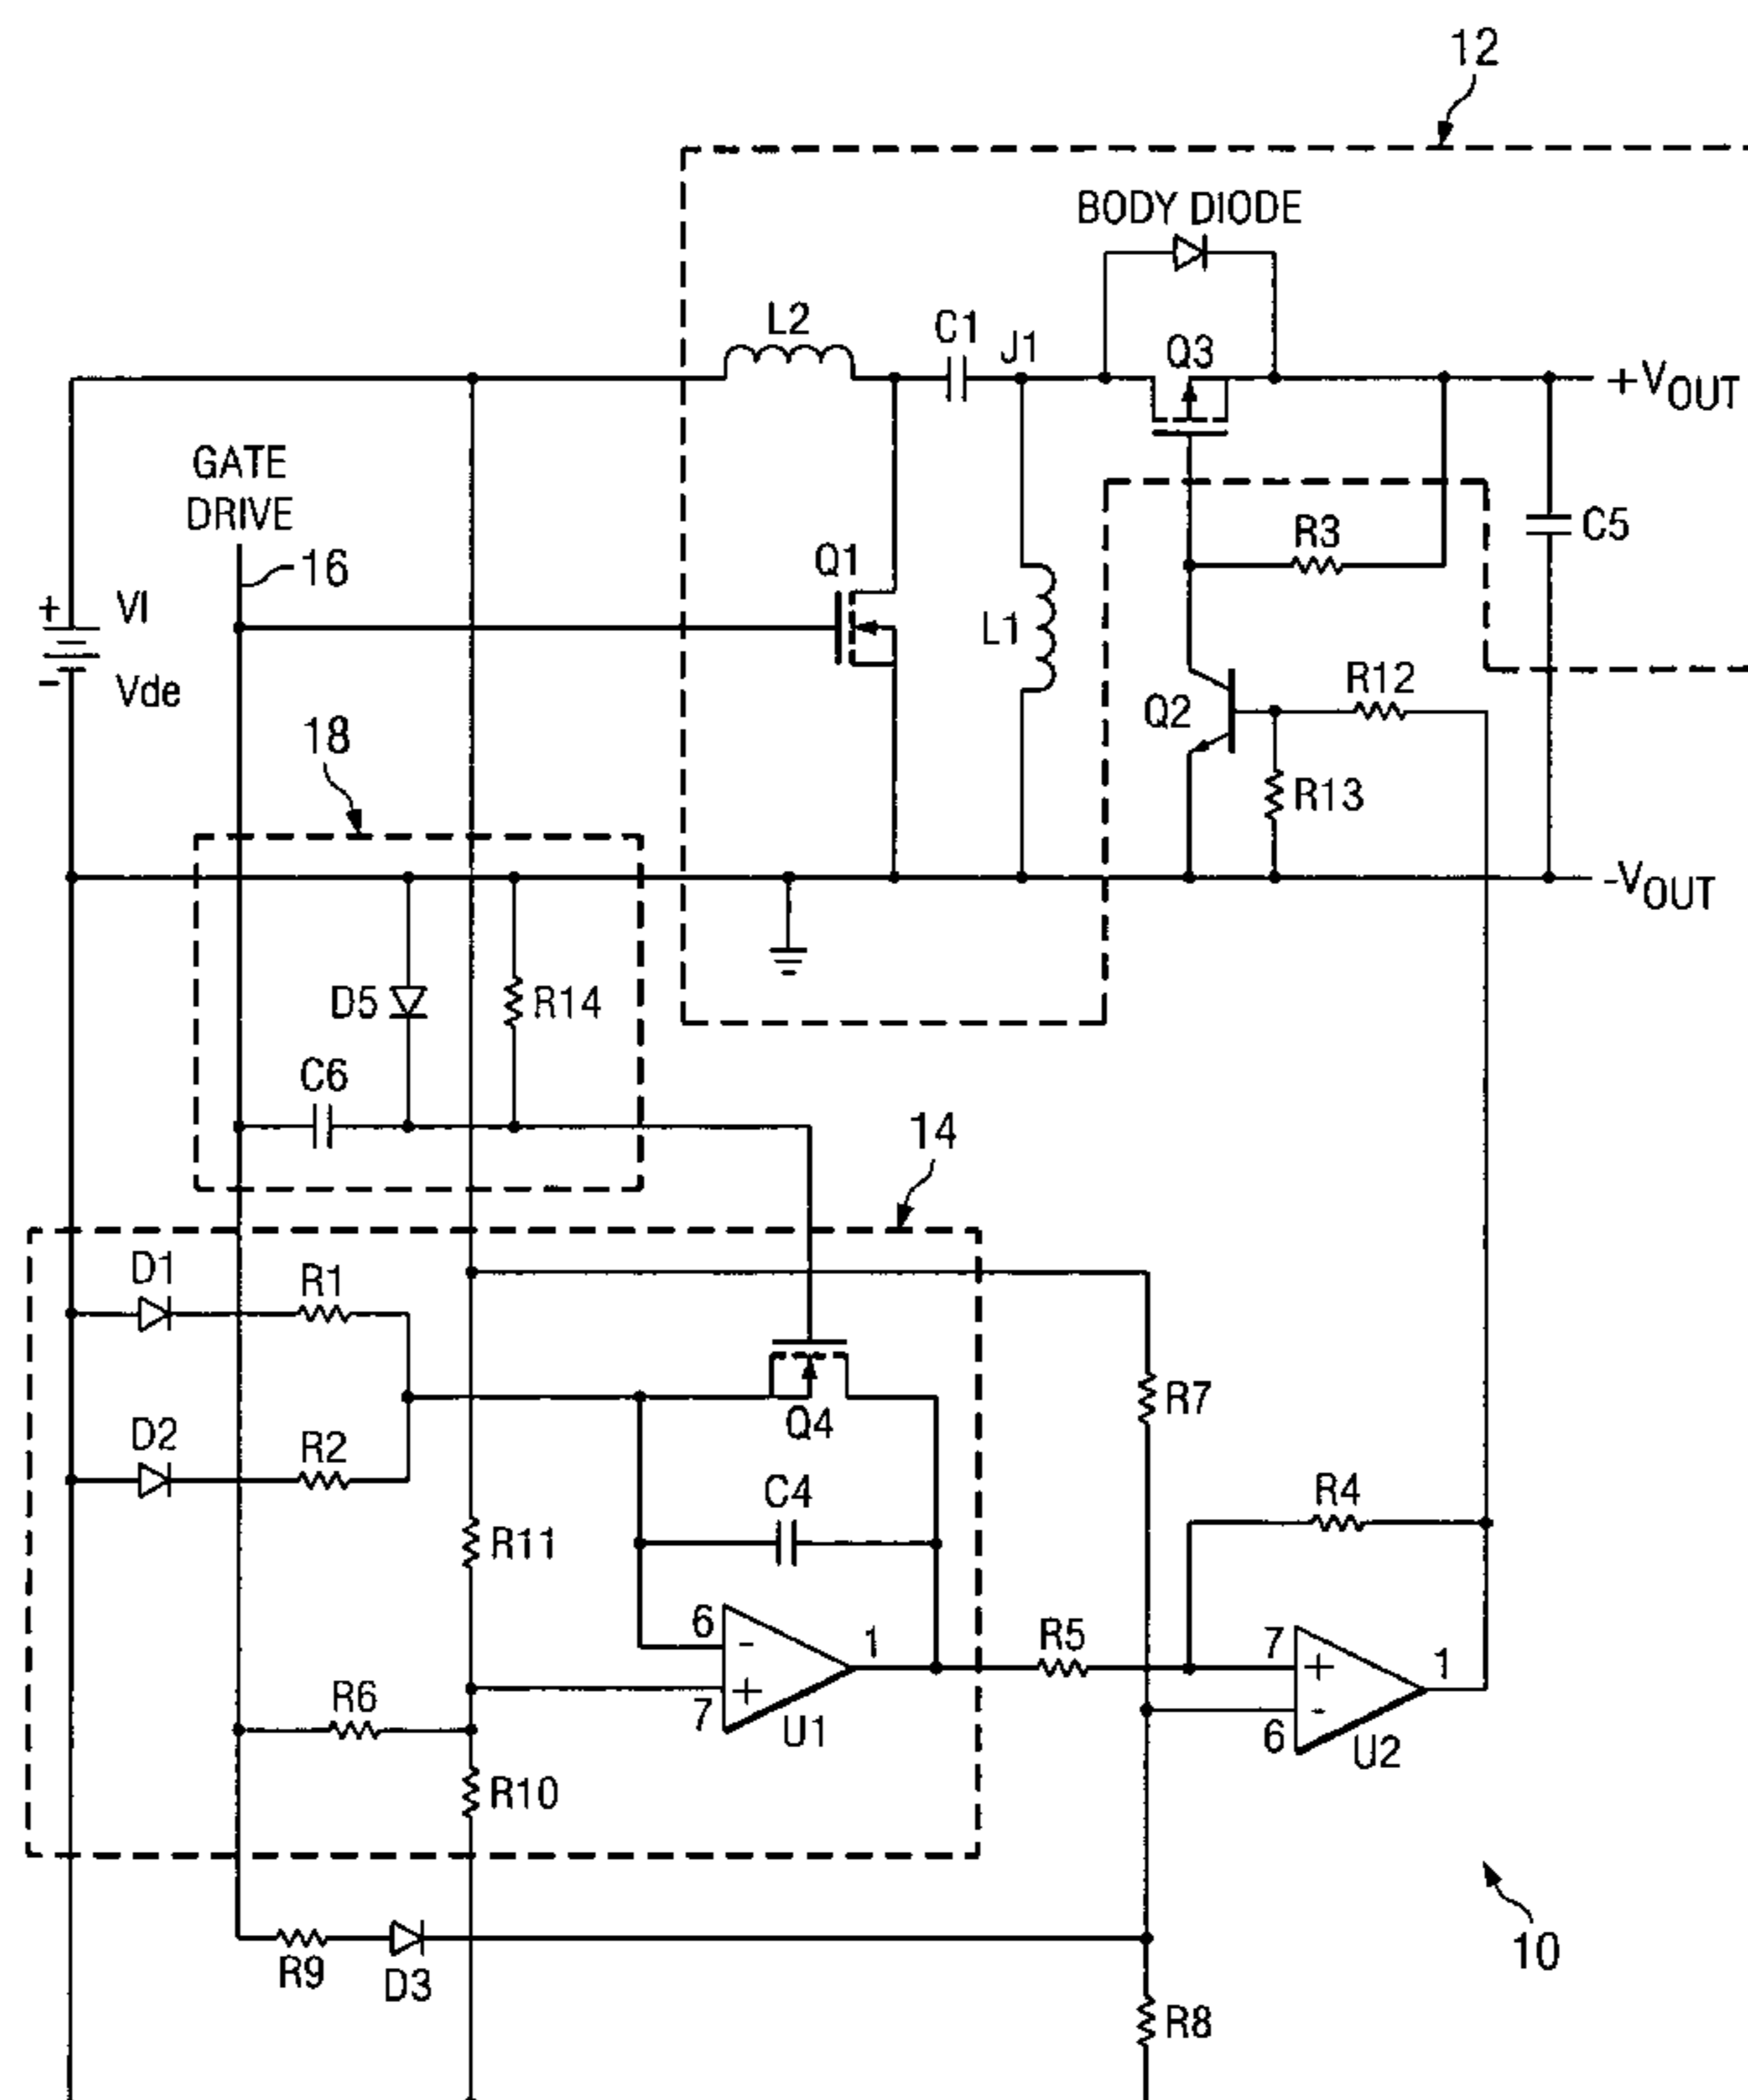 12
BODY DIODE
L2
C1
J1
Q3
+VOUT
GATE
DRIVE
16
Q1
R3
C5
+
VI
L1
-
Vde
R12
Q2
18
R13
-VOUT
D5
R14
C6
14
D1
R1
R7
Q4
D2
R2
C4
R4
R11
6
-
1
R5
7
+
1
R6
+
7
U1
-
6
U2
R10
R9
D3
10
R8